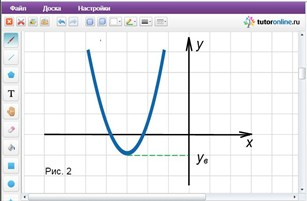 Файл Доска Настройки
tutoronline.ru
y
x
yв
Рис. 2
T